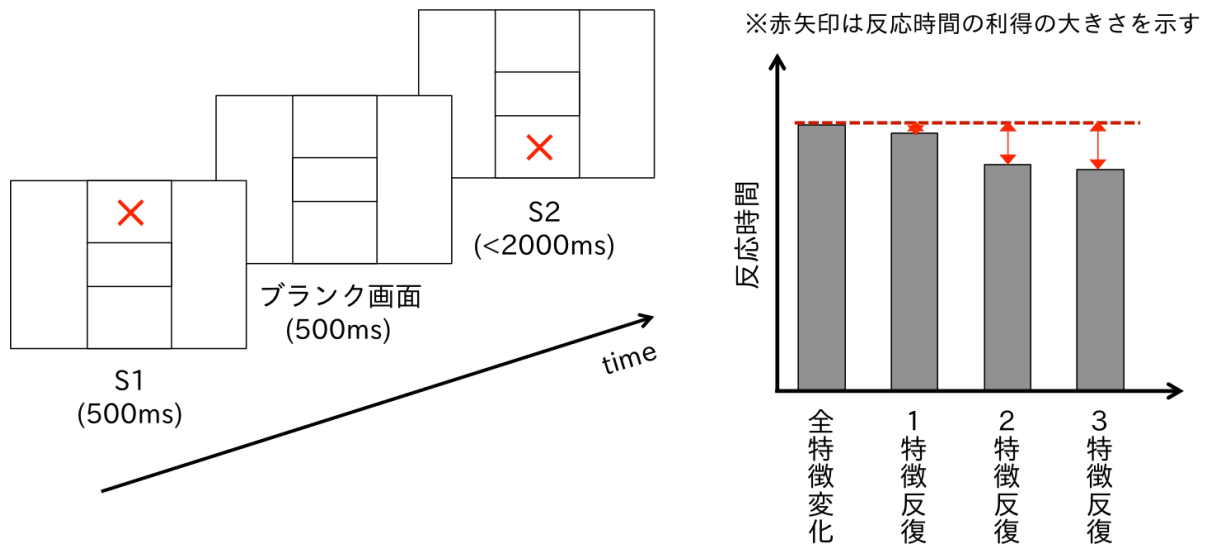 ※赤矢印は反応時間の利得の大きさを示す
S1
(500ms)
ブランク画面
(500ms)
S2
(<2000ms)
time
反応時間
全特徴変化
1特徴反復
2特徴反復
3特徴反復